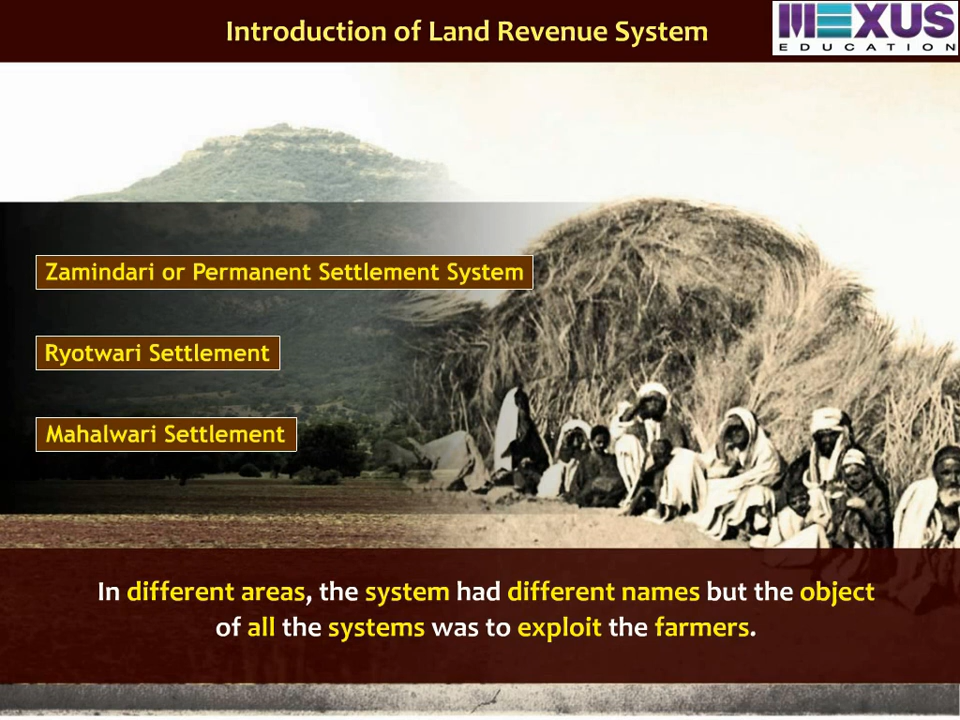 Introduction of Land Revenue System
MEXUS
EDUCATION
Zamindari or Permanent Settlement System
Ryotwari Settlement
Mahalwari Settlement
In different areas, the system had different names but the object
of all the systems was to exploit the farmers.